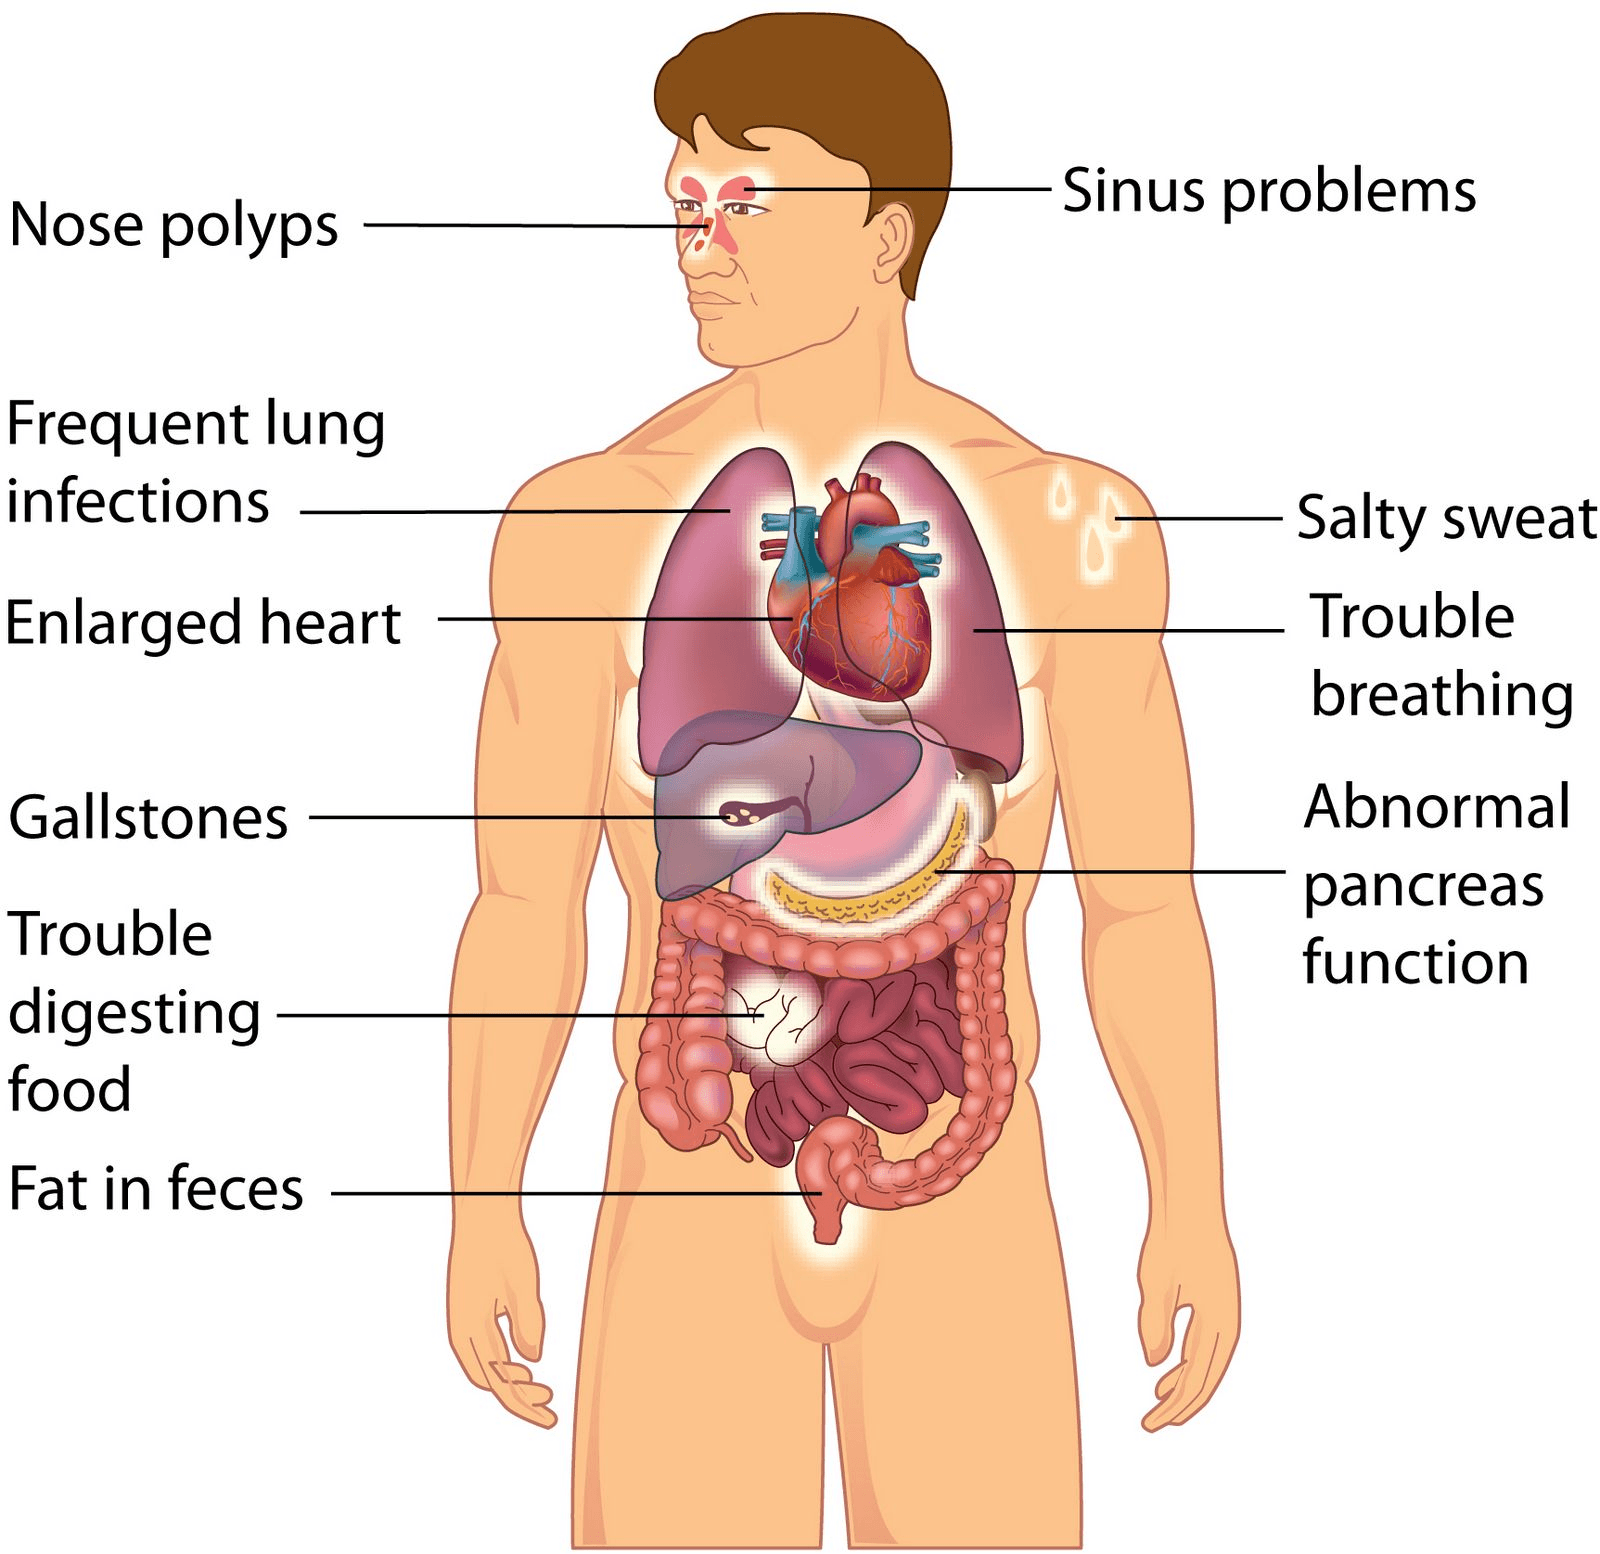 Nose polyps
Sinus problems
Frequent lung
infections
Salty sweat
Enlarged heart
Trouble
breathing
Gallstones
Abnormal
pancreas
function
Trouble
digesting
food
Fat in feces